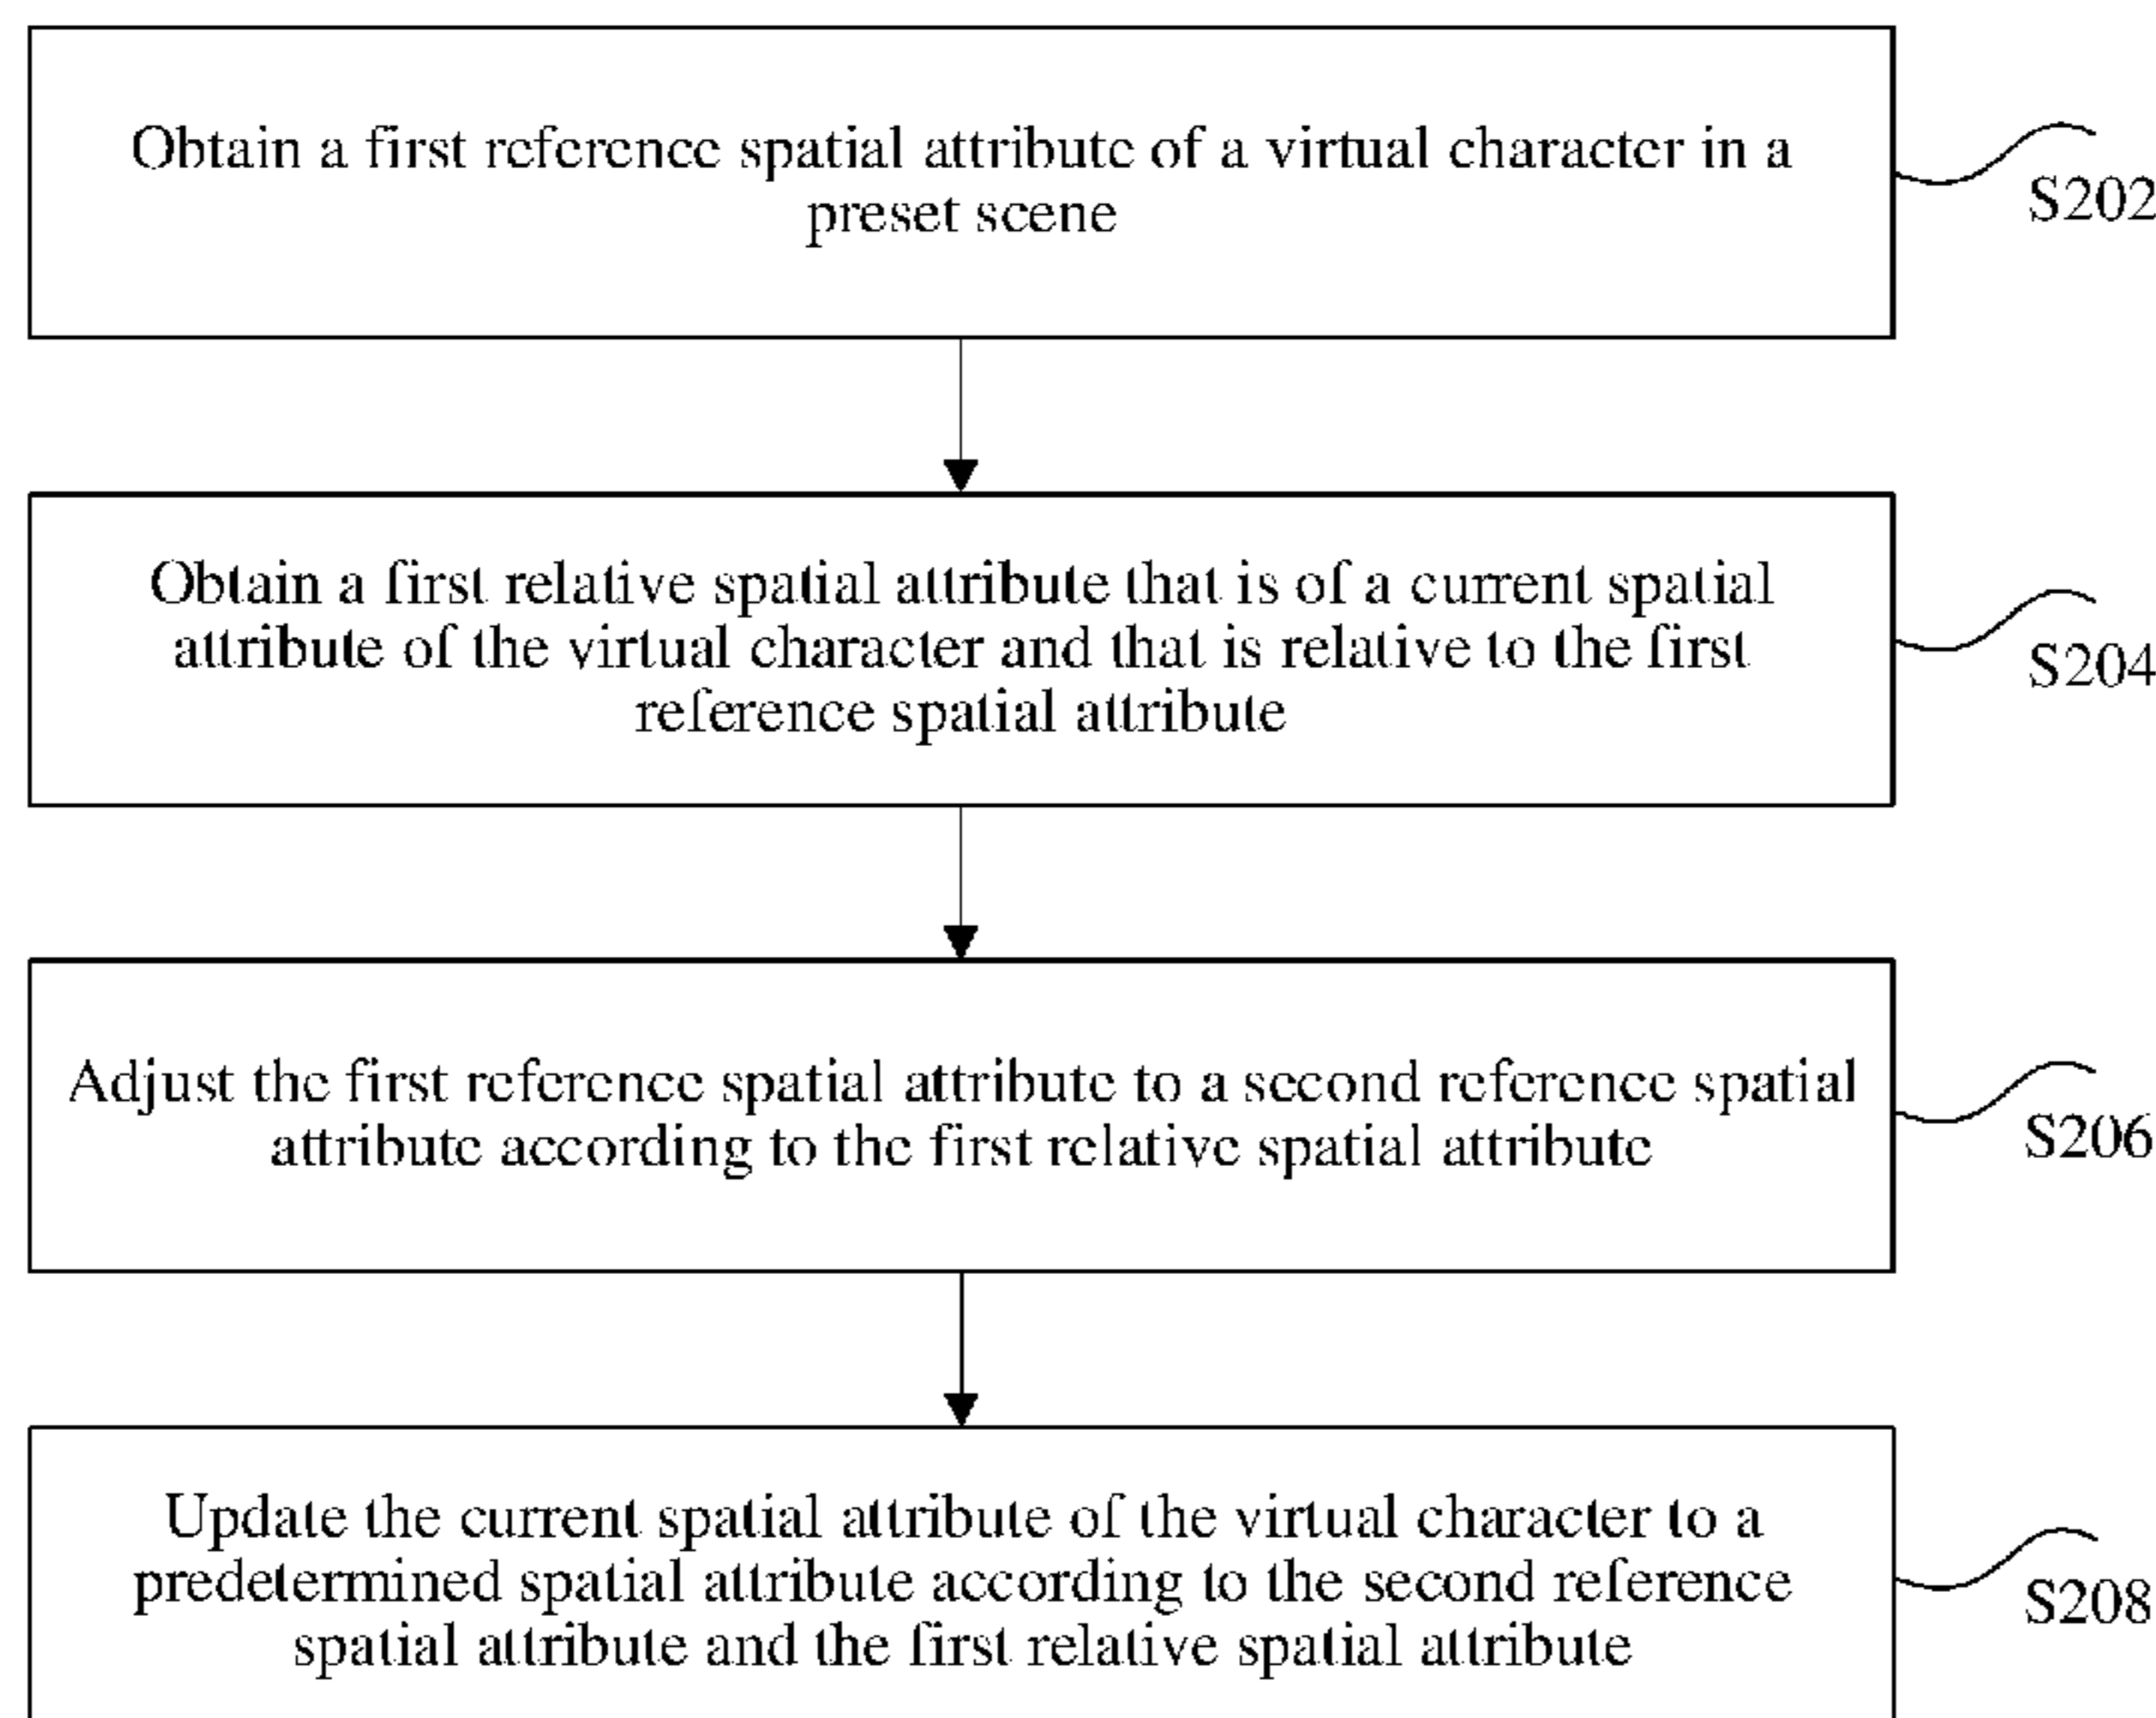 Obtain a first reference spatial attribute of a virtual character in a
preset scene
S202
Obtain a first relative spatial attribute that is of a current spatial
attribute of the virtual character and that is relative to the first
reference spatial attribute
S204
Adjust the first reference spatial attribute to a second reference spatial
attribute according to the first relative spatial attribute
S206
Update the current spatial attribute of the virtual character to a
predetermined spatial attribute according to the second reference
spatial attribute and the first relative spatial attribute
S208